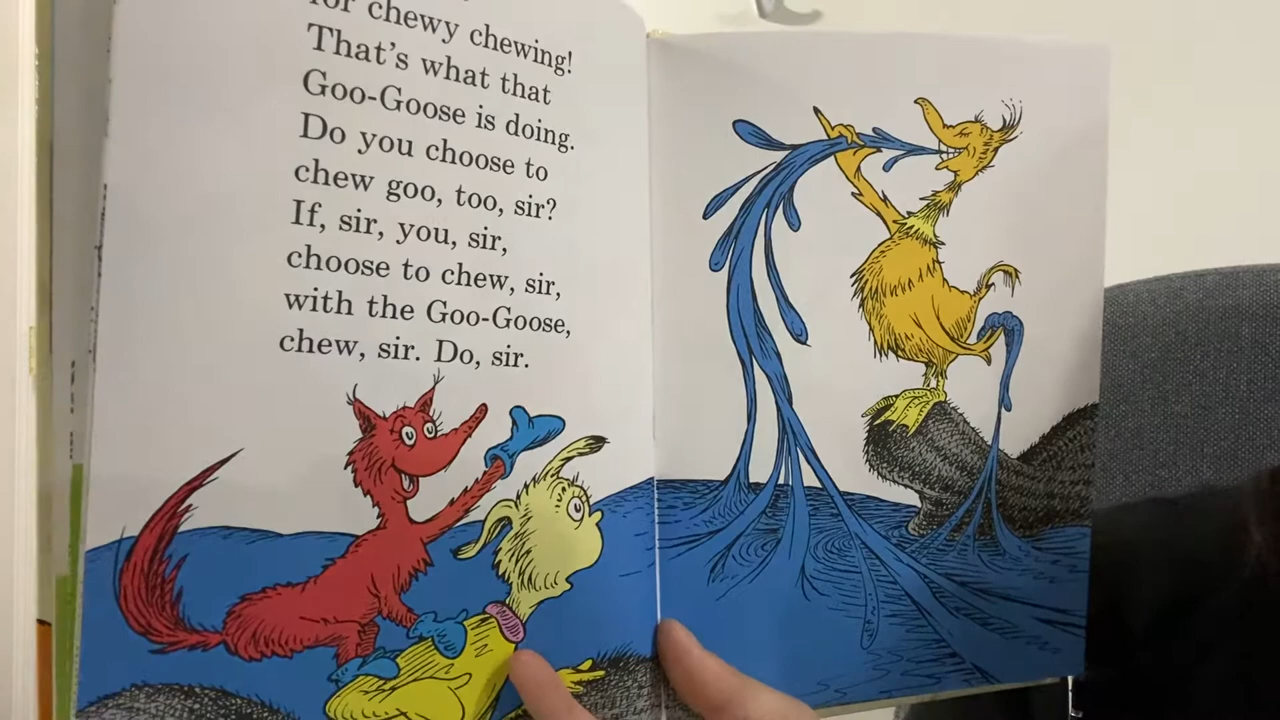 for chewy chewing!
That's what that
Goo-Goose is doing.
Do you choose to
chew goo, too, sir?
If, sir, you, sir,
choose to chew, sir,
with the Goo-Goose,
chew, sir. Do, sir.